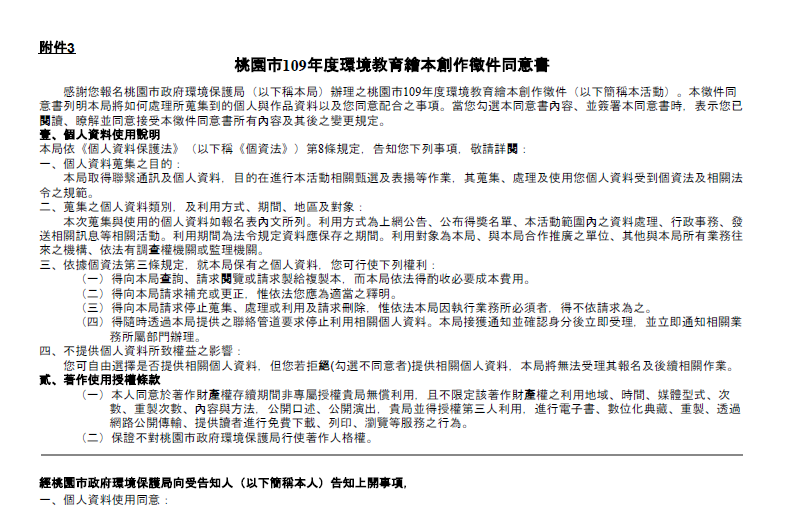 附件3
桃園市109年度環境教育繪本創作徵件同意書
感謝您報名桃園市政府環境保護局（以下稱本局）辦理之桃園市109年度環境教育繪本創作徵件（以下簡稱本活動）。本徵件同
意書列明本局將如何處理所蒐集到的個人與作品資料以及您同意配合之事項。當您勾選本同意書內容、並簽署本同意書時，表示您已
閱讀、瞭解並同意接受本徵件同意書所有內容及其後之變更規定。
壹、個人資料使用說明
本局依《個人資料保護法》（以下稱《個資法》）第8條規定，告知您下列事項，敬請詳閱：
一、個人資料蒐集之目的：
本局取得聯繫通訊及個人資料，目的在進行本活動相關甄選及表揚等作業，其蒐集、處理及使用您個人資料受到個資法及相關法
令之規範。
二、蒐集之個人資料類別，及利用方式、期間、地區及對象：
本次蒐集與使用的個人資料如報名表內文所列。利用方式為上網公告、公布得獎名單、本活動範圍內之資料處理、行政事務、發
送相關訊息等相關活動。利用期間為法令規定資料應保存之期間。利用對象為本局、與本局合作推廣之單位、其他與本局所有業務往
來之機構、依法有調查權機關或監理機關。
三、依據個資法第三條規定，就本局保有之個人資料，您可行使下列權利：
（一）得向本局查詢、請求閱覽或請求製給複製本，而本局依法得酌收必要成本費用。
（二）得向本局請求補充或更正，惟依法您應為適當之釋明。
（三）得向本局請求停止蒐集、處理或利用及請求刪除，惟依法本局因執行業務所必須者，得不依請求為之。
（四）得隨時透過本局提供之聯絡管道要求停止利用相關個人資料。本局接獲通知並確認身分後立即受理，並立即通知相關業
務所屬部門辦理。
四、不提供個人資料所致權益之影響：
您可自由選擇是否提供相關個人資料，但您若拒絕(勾選不同意者)提供相關個人資料，本局將無法受理其報名及後續相關作業。
貳、著作使用授權條款
（一）本人同意於著作財產權存續期間非專屬授權貴局無償利用，且不限定該著作財產權之利用地域、時間、媒體型式、次
數、重製次數、內容與方法，公開口述、公開演出，貴局並得授權第三人利用，進行電子書、數位化典藏、重製、透過
網路公開傳輸、提供讀者進行免費下載、列印、瀏覽等服務之行為。
（二）保證不對桃園市政府環境保護局行使著作人格權。
經桃園市政府環境保護局向受告知人（以下簡稱本人）告知上開事項，
一、個人資料使用同意：